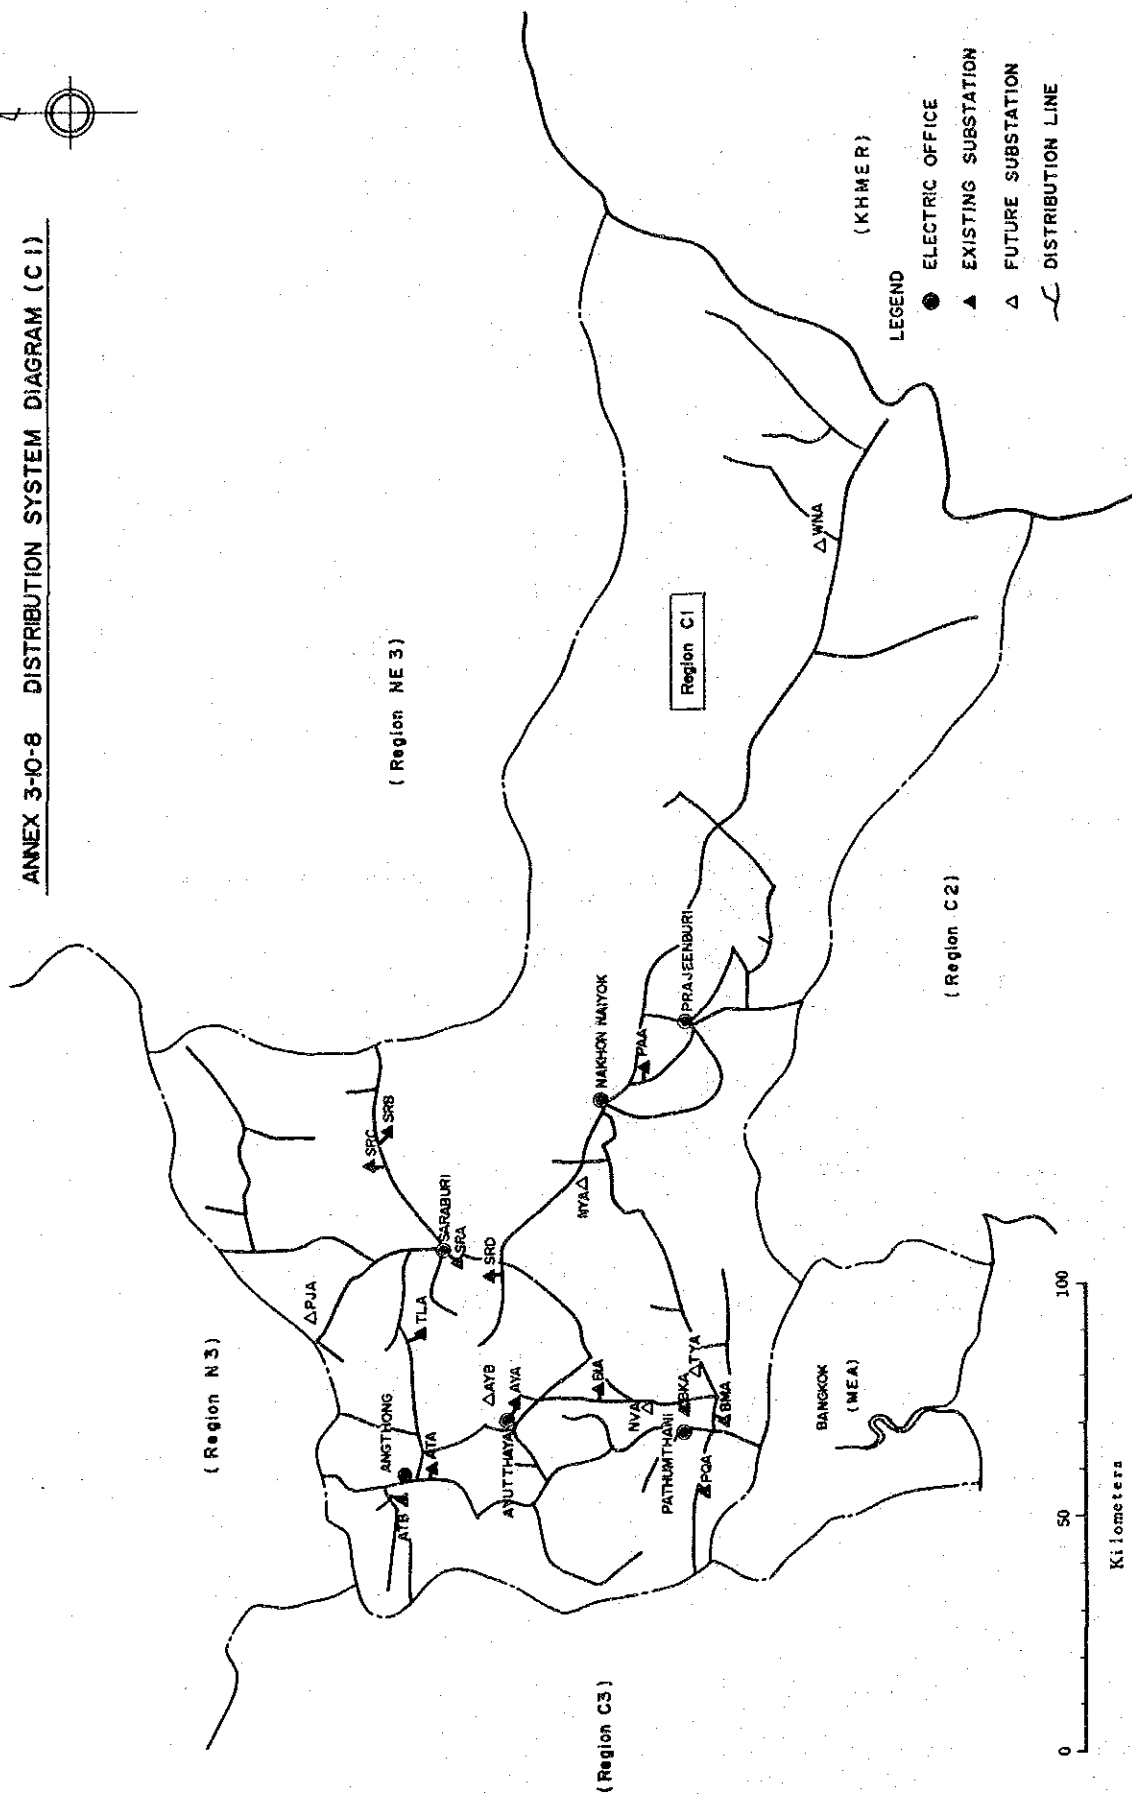 ANNEX 3-10-8 DISTRIBUTION SYSTEM DIAGRAM (C1)
(Region N3)
(Region NE 3)
(Region C3)
(Region C2)
Region C1
(KHMER)
PJA
SRC
SRB
SARABURI
SRA
SRD
TLA
ANGTHONG
ATA
ATB
AYB
AYA
AYUTTHAYA
BIA
NVA
BKA
TYA
PATHUMTHANI
BMA
PQA
NYA
NAKHON NAIYOK
PAA
PRAJEENBURI
WNA
BANGKOK
(MEA)
LEGEND
ELECTRIC OFFICE
EXISTING SUBSTATION
FUTURE SUBSTATION
DISTRIBUTION LINE
0 50 100
Kilometers